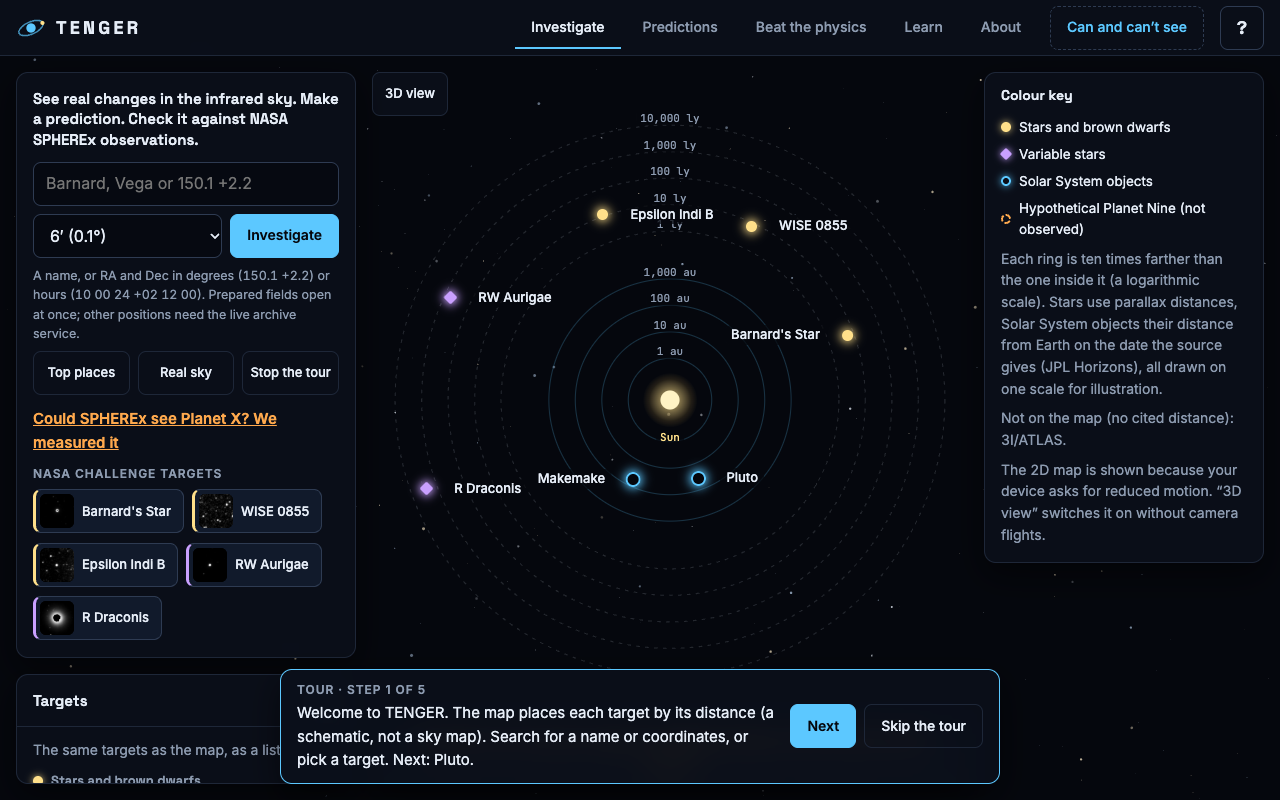 TENGER
Investigate
Predictions
Beat the physics
Learn
About
Can and can't see
?
See real changes in the infrared sky. Make
a prediction. Check it against NASA
SPHEREx observations.
Barnard, Vega or 150.1 +2.2
6′ (0.1°)
Investigate
A name, or RA and Dec in degrees (150.1 +2.2) or
hours (10 00 24 +02 12 00). Prepared fields open
at once; other positions need the live archive
service.
Top places
Real sky
Stop the tour
Could SPHEREx see Planet X? We
measured it
NASA CHALLENGE TARGETS
Barnard's Star
WISE 0855
Epsilon Indi B
RW Aurigae
R Draconis
Targets
The same targets as the map, as a list
Stars and brown dwarfs
3D view
10,000 ly
1,000 ly
100 ly
10 ly
Epsilon Indi B
1 ly
WISE 0855
1,000 au
RW Aurigae
100 au
10 au
Barnard's Star
1 au
Sun
Makemake
Pluto
R Draconis
Colour key
Stars and brown dwarfs
Variable stars
Solar System objects
Hypothetical Planet Nine (not
observed)
Each ring is ten times farther than
the one inside it (a logarithmic
scale). Stars use parallax distances,
Solar System objects their distance
from Earth on the date the source
gives (JPL Horizons), all drawn on
one scale for illustration.
Not on the map (no cited distance):
3I/ATLAS.
The 2D map is shown because your
device asks for reduced motion. “3D
view” switches it on without camera
flights.
TOUR · STEP 1 OF 5
Welcome to TENGER. The map places each target by its distance (a
schematic, not a sky map). Search for a name or coordinates, or
pick a target. Next: Pluto.
Next
Skip the tour